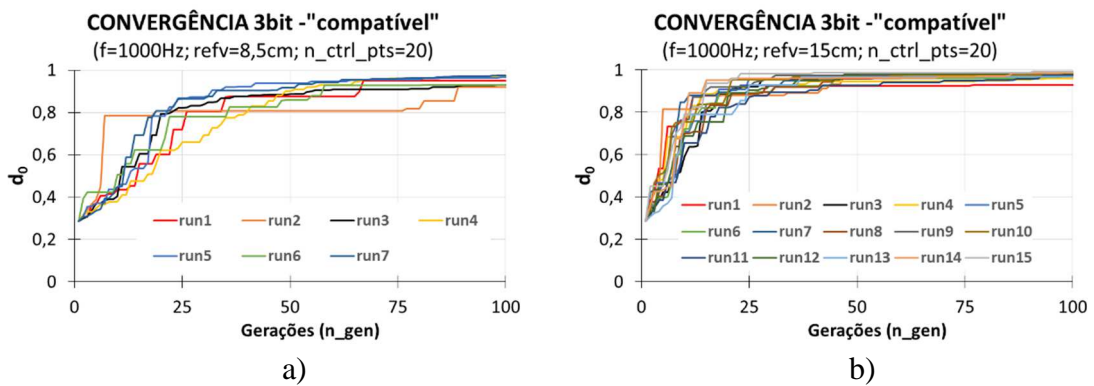 CONVERGÊNCIA 3bit -"compatível"
(f=1000Hz; refv=8,5cm; n_ctrl_pts=20)
1
0,8
0,6
0,4
0,2
0
d0
run1 run2 run3 run4
run5 run6 run7
0 25 50 75 100
Gerações (n_gen)
a)
CONVERGÊNCIA 3bit -"compatível"
(f=1000Hz; refv=15cm; n_ctrl_pts=20)
1
0,8
0,6
0,4
0,2
0
d0
run1 run2 run3 run4 run5
run6 run7 run8 run9 run10
run11 run12 run13 run14 run15
0 25 50 75 100
Gerações (n_gen)
b)